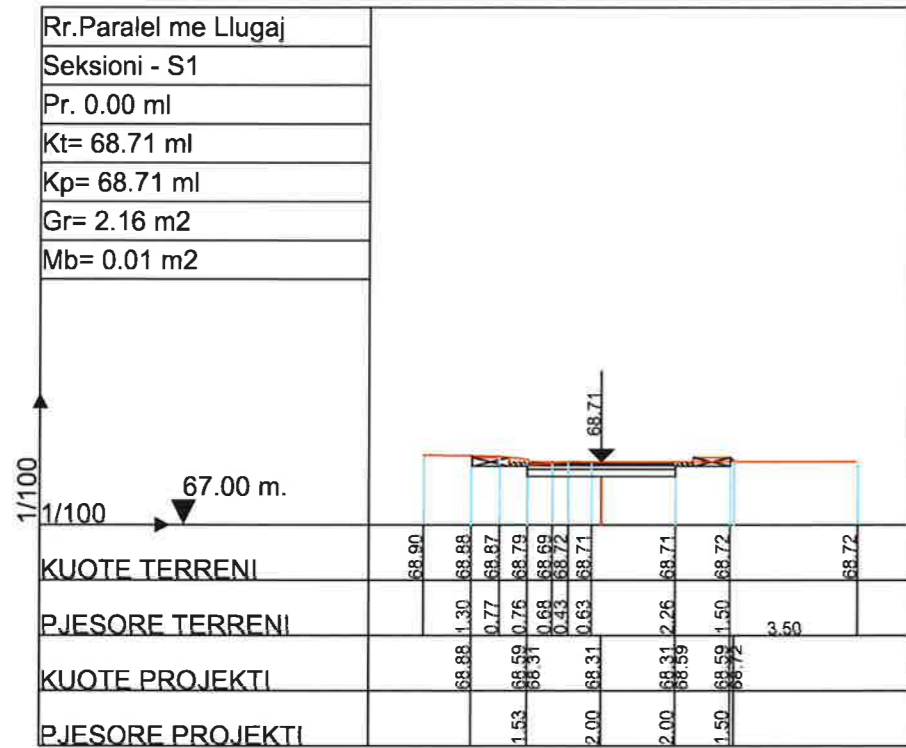 Rr.Paralel me Llugaj
Seksioni - S1
Pr. 0.00 ml
Kt= 68.71 ml
Kp= 68.71 ml
Gr= 2.16 m2
Mb= 0.01 m2
68.71
1/100
67.00 m.
1/100
KUOTE TERRENI 68.90 68.88 68.87 68.79 68.69 68.72 68.71 68.71 68.72 68.72
PJESORE TERRENI 1.30 0.77 0.76 0.68 0.43 0.63 2.26 1.50 3.50
KUOTE PROJEKTI 68.88 68.59 68.31 68.31 68.31 68.59 68.59 68.72
PJESORE PROJEKTI 1.53 2.00 2.00 1.50